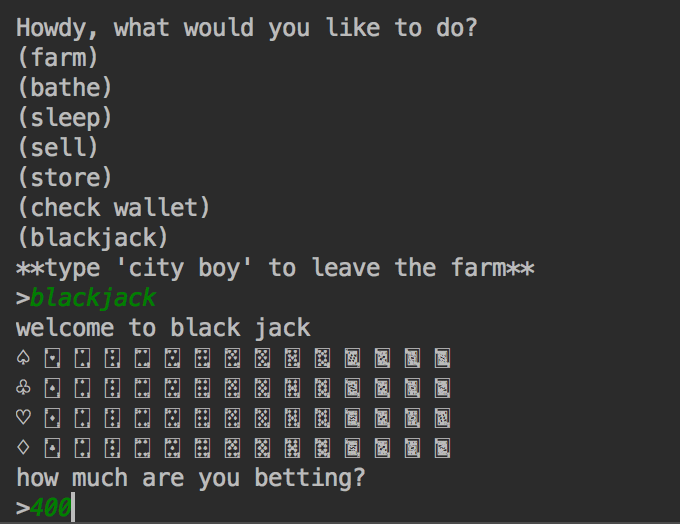 Howdy, what would you like to do?
(farm)
(bathe)
(sleep)
(sell)
(store)
(check wallet)
(blackjack)
**type 'city boy' to leave the farm**
>blackjack
welcome to black jack
♤
♧
♡
♢
how much are you betting?
>400